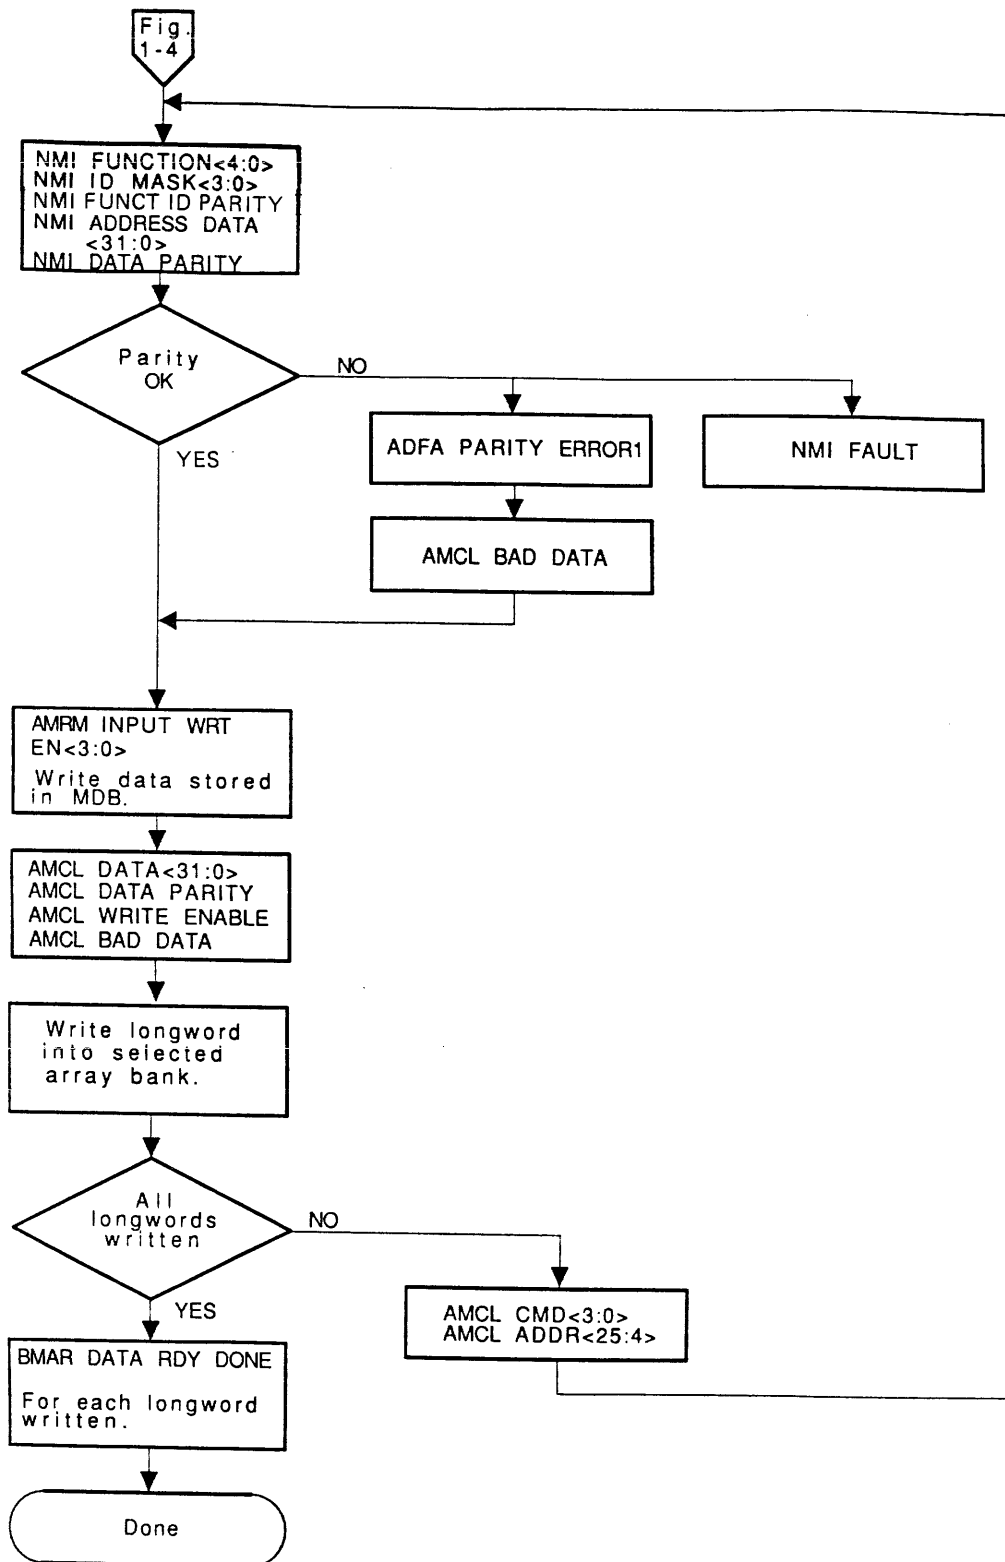 Fig.
1-4
NMI FUNCTION<4:0>
NMI ID MASK<3:0>
NMI FUNCT ID PARITY
NMI ADDRESS DATA
<31:0>
NMI DATA PARITY
Parity
OK
NO
YES
ADFA PARITY ERROR1
NMI FAULT
AMCL BAD DATA
AMRM INPUT WRT
EN<3:0>
Write data stored
in MDB.
AMCL DATA<31:0>
AMCL DATA PARITY
AMCL WRITE ENABLE
AMCL BAD DATA
Write longword
into selected
array bank.
All
longwords
written
NO
YES
AMCL CMD<3:0>
AMCL ADDR<25:4>
BMAR DATA RDY DONE
For each longword
written.
Done